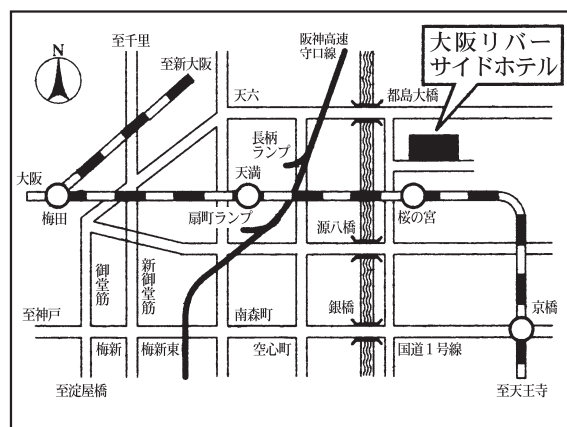 N
至千里
至新大阪
阪神高速
守口線
大阪リバー
サイドホテル
天六
都島大橋
長柄
ランプ
大阪
天満
梅田
扇町ランプ
源八橋
桜の宮
御堂筋
新御堂筋
至神戸
南森町
銀橋
京橋
梅新
梅新東
空心町
国道1号線
至淀屋橋
至天王寺